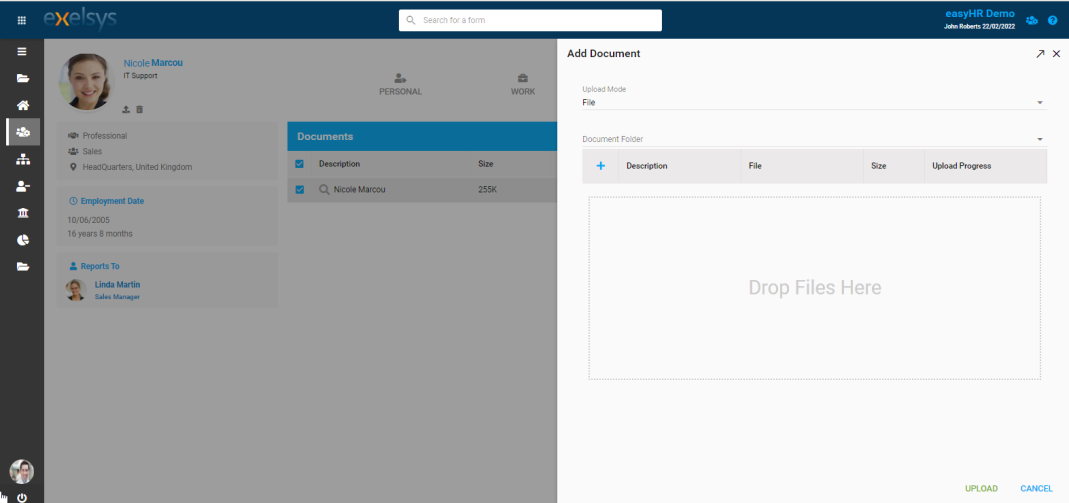 exelsys
Search for a form
easyHR Demo
John Roberts 22/02/2022
Nicole Marcou
IT Support
PERSONAL
WORK
Professional
Sales
HeadQuarters, United Kingdom
Employment Date
10/06/2005
16 years 8 months
Reports To
Linda Martin
Sales Manager
Documents
Description Size
Nicole Marcou 255K
Add Document
Upload Mode
File
Document Folder
+ Description File Size Upload Progress
Drop Files Here
UPLOAD CANCEL